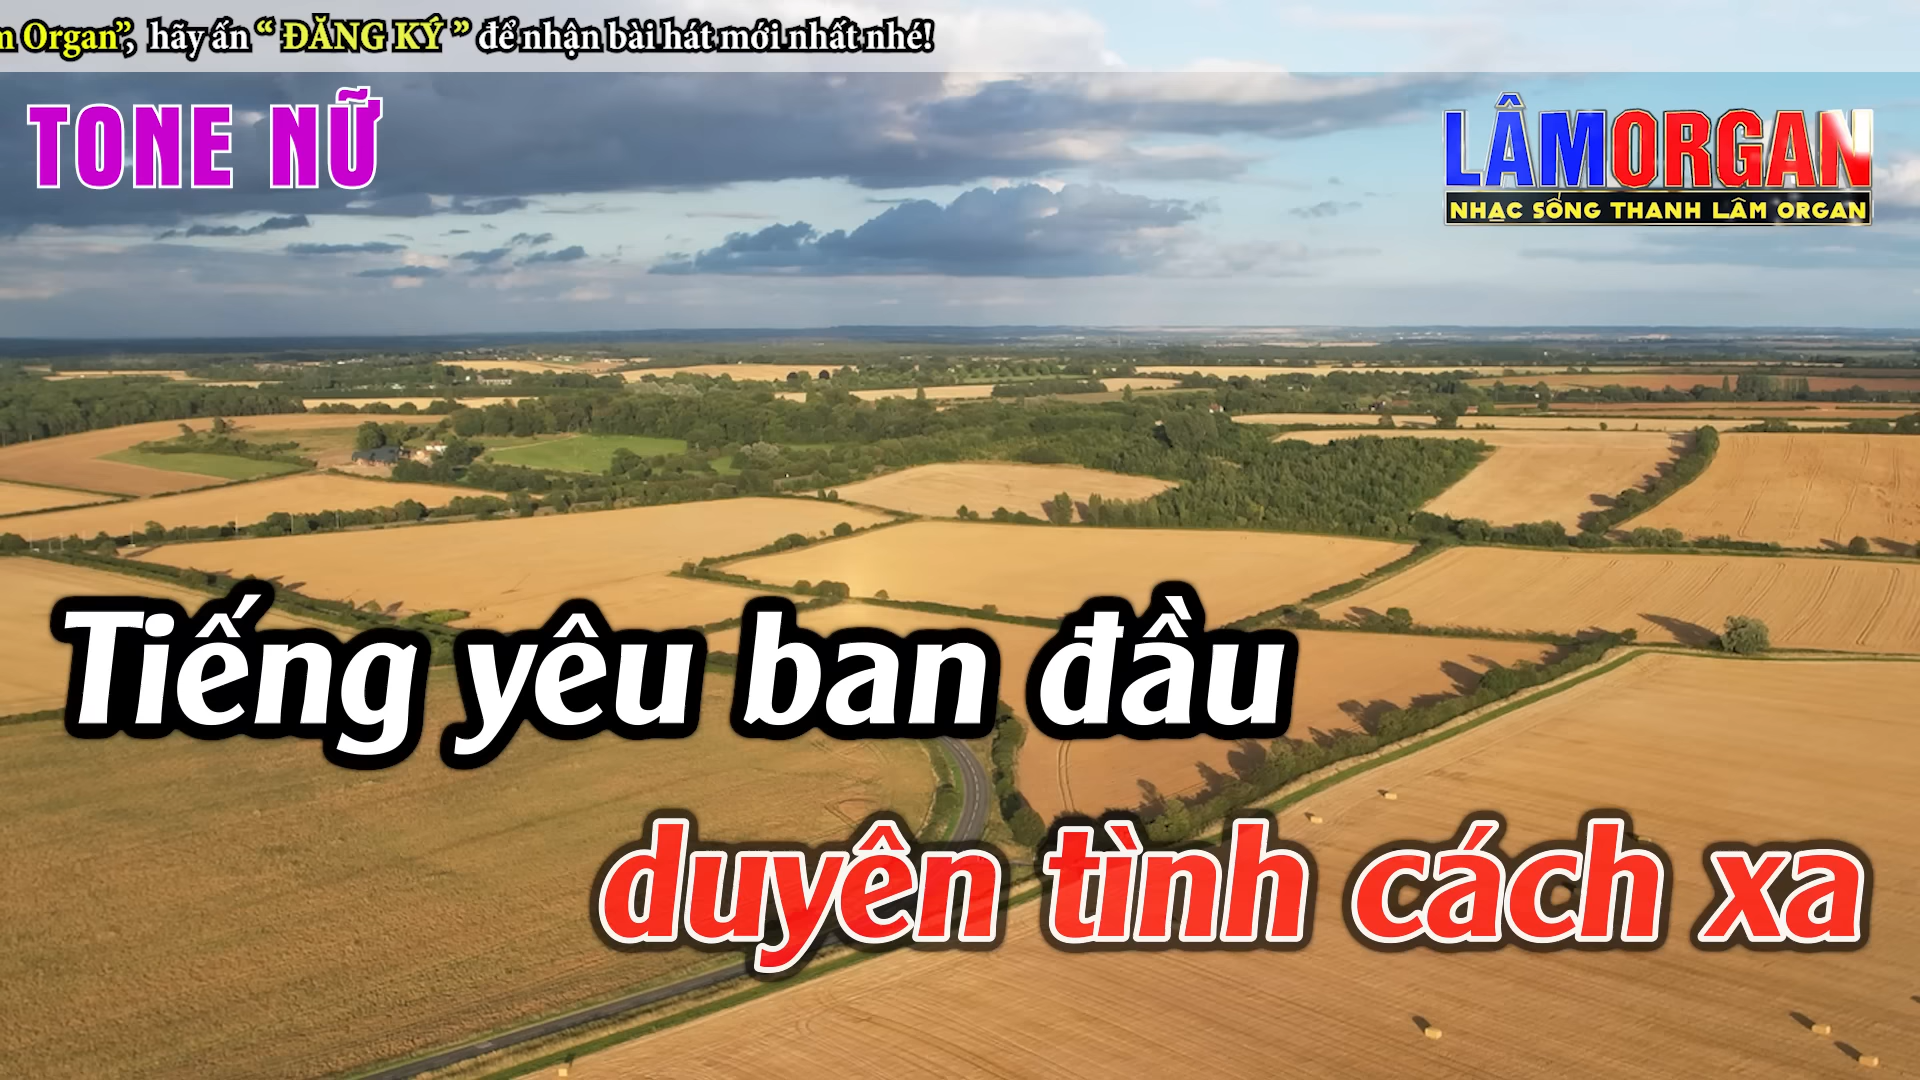 Organ”, hãy ấn “ ĐĂNG KÝ ” để nhận bài hát mới nhất nhé!
TONE NỮ
LÂMORGAN
NHẠC SỐNG THANH LÂM ORGAN
Tiếng yêu ban đầu
duyên tình cách xa